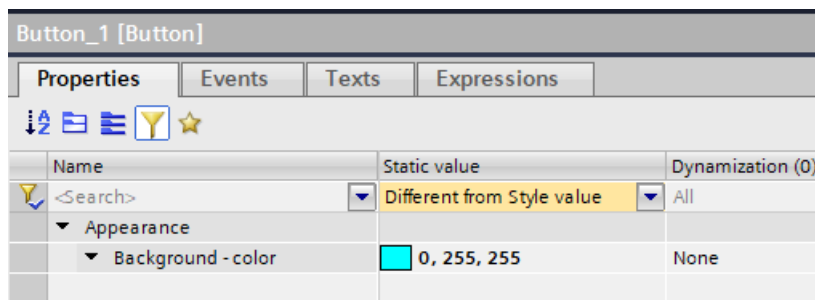 Button_1 [Button]
Properties Events Texts Expressions
Name Static value Dynamization (0)
<Search> Different from Style value All
Appearance
Background - color 0, 255, 255 None